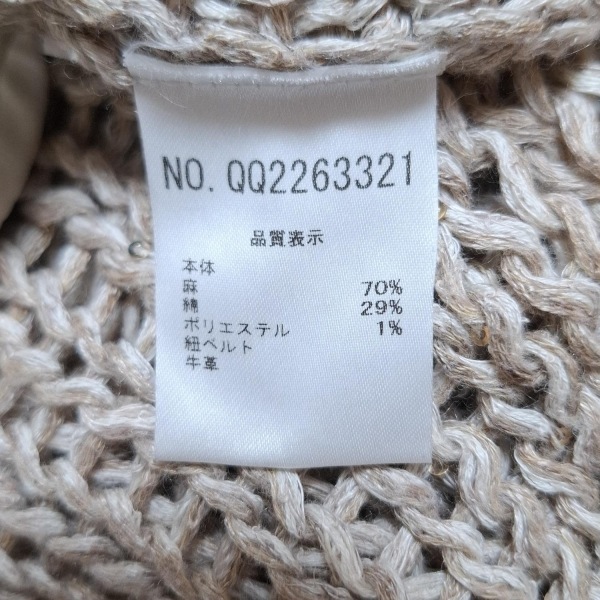 NO. QQ2263321
品質表示
本体
麻 70%
綿 29%
ポリエステル 1%
紐ベルト
牛革